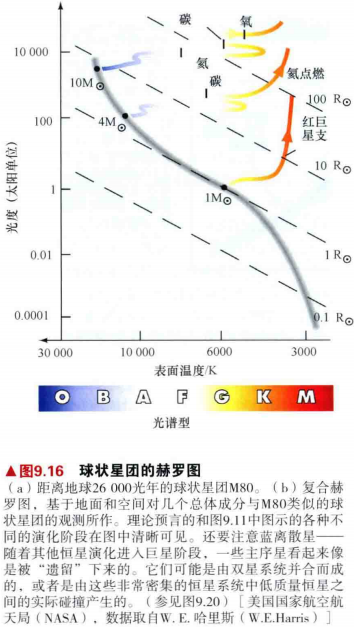 碳 氧
10 000
氦
碳
氦点燃
10M⊙
100 R⊙
4M⊙
100
红巨
星支
10 R⊙
光度（太阳单位）
1
1M⊙
1 R⊙
0.01
0.0001
0.1 R⊙
30 000 10 000 6000 3000
表面温度/K
O B A F G K M
光谱型
▲图9.16 球状星团的赫罗图
（a）距离地球26 000光年的球状星团M80。（b）复合赫
罗图，基于地面和空间对几个总体成分与M80类似的球
状星团的观测所作。理论预言的和图9.11中图示的各种不
同的演化阶段在图中清晰可见。还要注意蓝离散星——
随着其他恒星演化进入巨星阶段，一些主序星看起来像
是被“遗留”下来的。它们可能是由双星系统并合而成
的，或者是由这些非常密集的恒星系统中低质量恒星之
间的实际碰撞产生的。（参见图9.20）［美国国家航空航
天局（NASA），数据取自W. E. 哈里斯（W.E.Harris）］